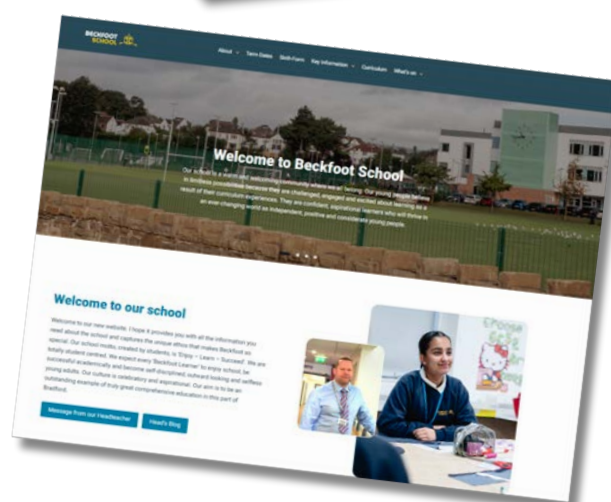 BECKFOOT
SCHOOL
About Term Dates Sixth Form Key Information Curriculum What's on
Welcome to Beckfoot School
Our school is a warm and welcoming community where we all belong. Our young people believe
in limitless possibilities because they are challenged, engaged and excited about learning as a
result of their curriculum experiences. They are confident, aspirational learners who will thrive in
an ever-changing world as independent, positive and considerate young people.
Welcome to our school
Welcome to our new website. I hope it provides you with all the information you
need about the school and captures the unique ethos that makes Beckfoot so
special. Our school motto, created by students, is 'Enjoy – Learn – Succeed'. We are
totally student centred. We expect every 'Beckfoot Learner' to enjoy school, be
successful academically and become self-disciplined, outward looking and selfless
young adults. Our culture is celebratory and aspirational. Our aim is to be an
outstanding example of truly great comprehensive education in this part of
Bradford.
Message from our Headteacher Head's Blog